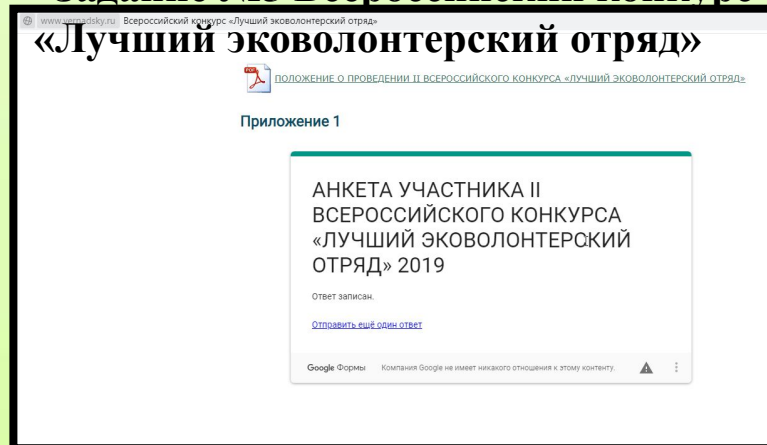 Всероссийский конкурс
www.vernadsky.ru Всероссийский конкурс «Лучший эковолонтерский отряд»
«Лучший эковолонтерский отряд»
ПОЛОЖЕНИЕ О ПРОВЕДЕНИИ II ВСЕРОССИЙСКОГО КОНКУРСА «ЛУЧШИЙ ЭКОВОЛОНТЕРСКИЙ ОТРЯД»
Приложение 1
АНКЕТА УЧАСТНИКА II
ВСЕРОССИЙСКОГО КОНКУРСА
«ЛУЧШИЙ ЭКОВОЛОНТЕРСКИЙ
ОТРЯД» 2019
Ответ записан.
Отправить ещё один ответ
Google Формы Компания Google не имеет никакого отношения к этому контенту.